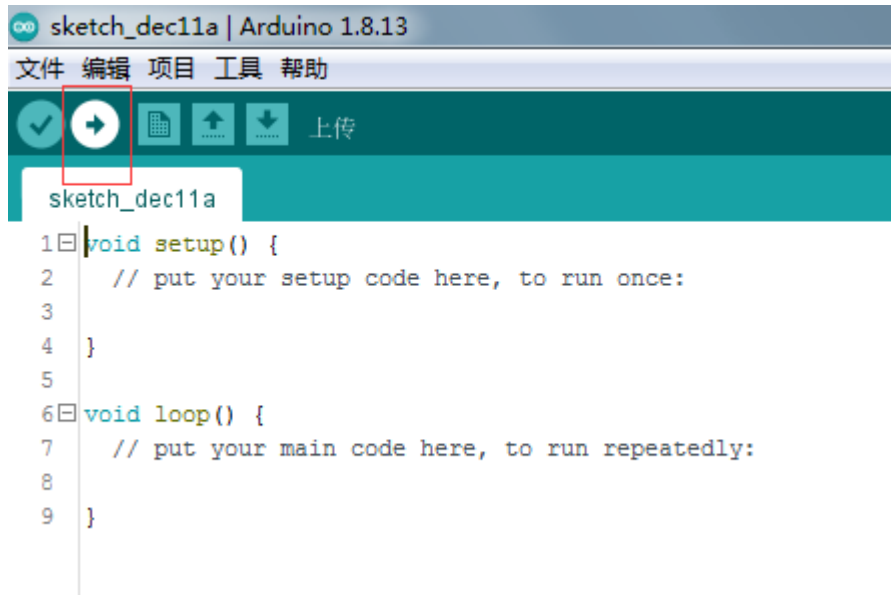 sketch_dec11a | Arduino 1.8.13
文件 编辑 项目 工具 帮助
上传
sketch_dec11a
1 void setup() {
2   // put your setup code here, to run once:
3
4 }
5
6 void loop() {
7   // put your main code here, to run repeatedly:
8
9 }